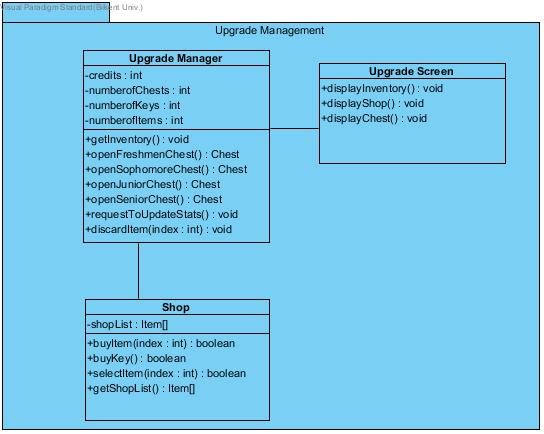 Visual Paradigm Standard(Bilkent Univ.)
Upgrade Management
Upgrade Manager
-credits : int
-numberofChests : int
-numberofKeys : int
-numberofItems : int
+getInventory() : void
+openFreshmenChest() : Chest
+openSophomoreChest() : Chest
+openJuniorChest() : Chest
+openSeniorChest() : Chest
+requestToUpdateStats() : void
+discardItem(index : int) : void
Upgrade Screen
+displayInventory() : void
+displayShop() : void
+displayChest() : void
Shop
-shopList : Item[]
+buyItem(index : int) : boolean
+buyKey() : boolean
+selectItem(index : int) : boolean
+getShopList() : Item[]